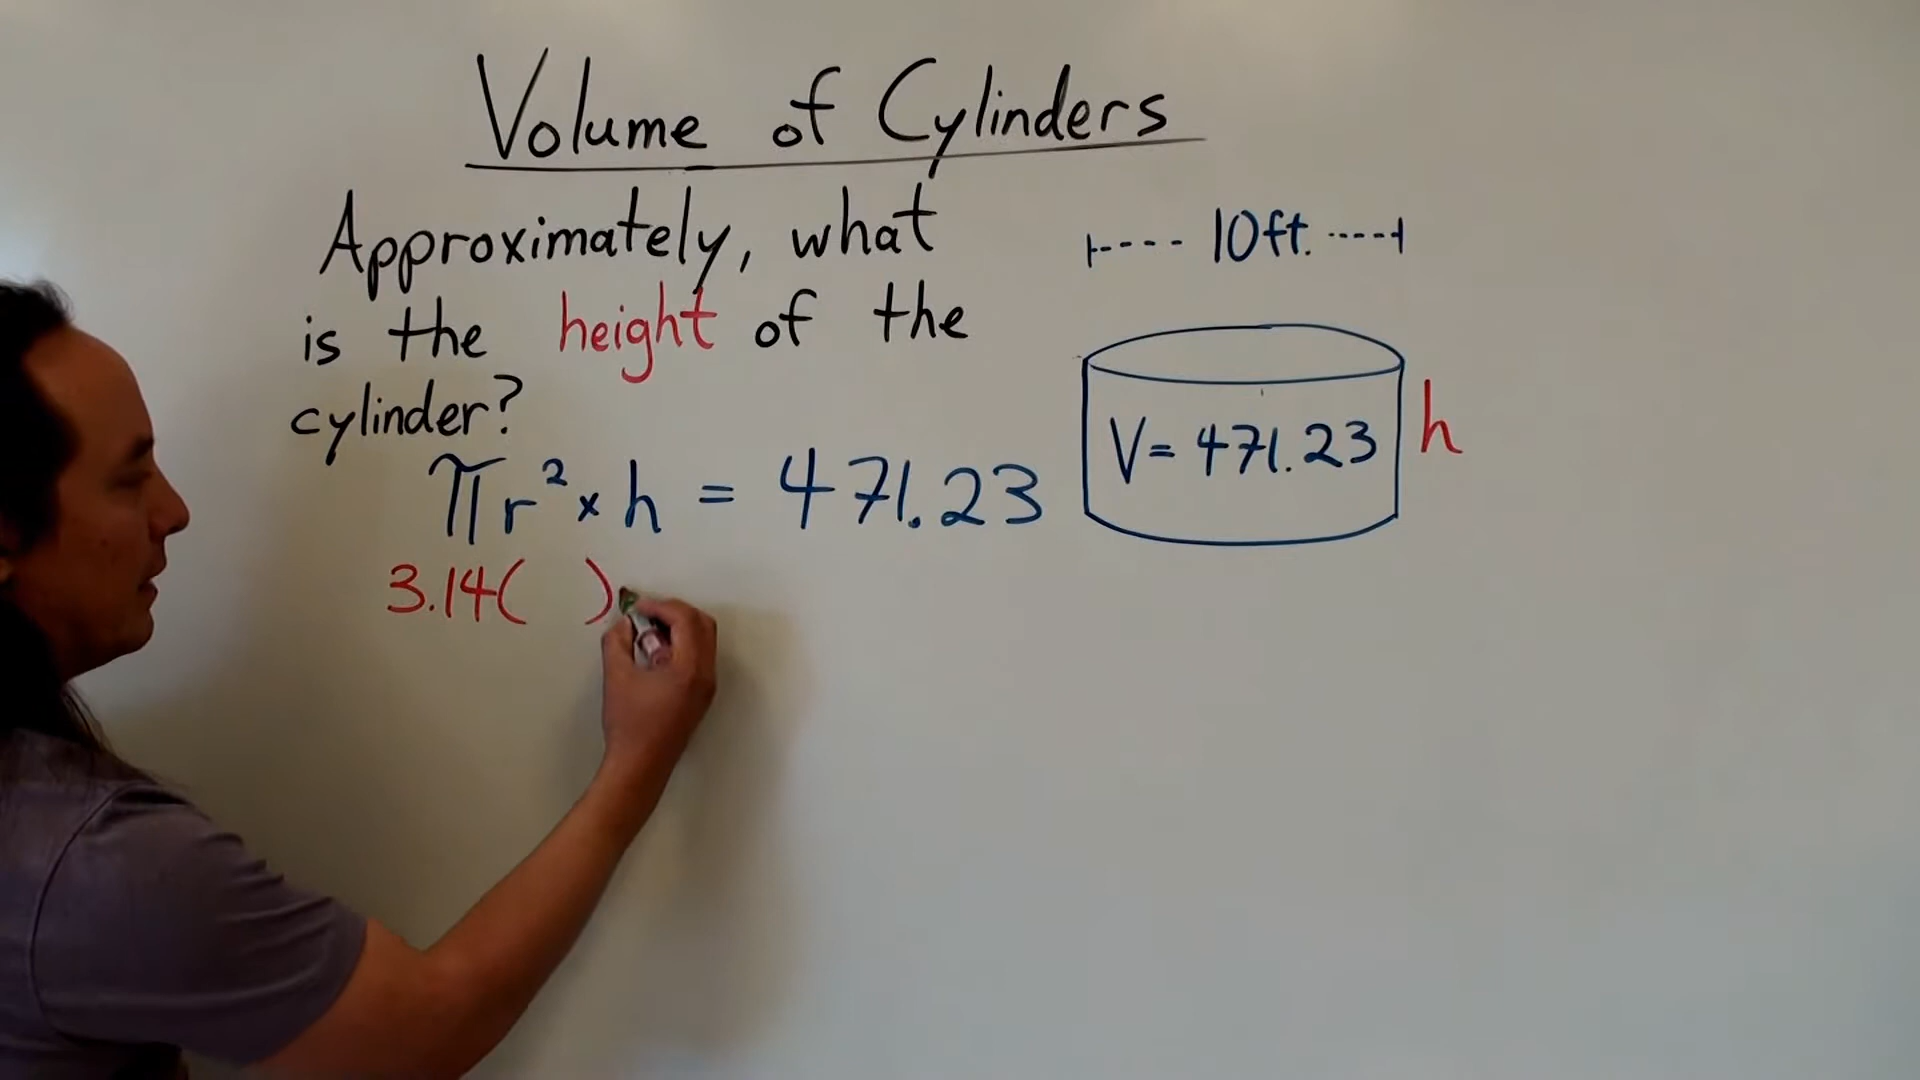 Volume of Cylinders
Approximately, what
is the height of the
cylinder?
10ft.
V= 471.23
h
πr² × h = 471.23
3.14( )